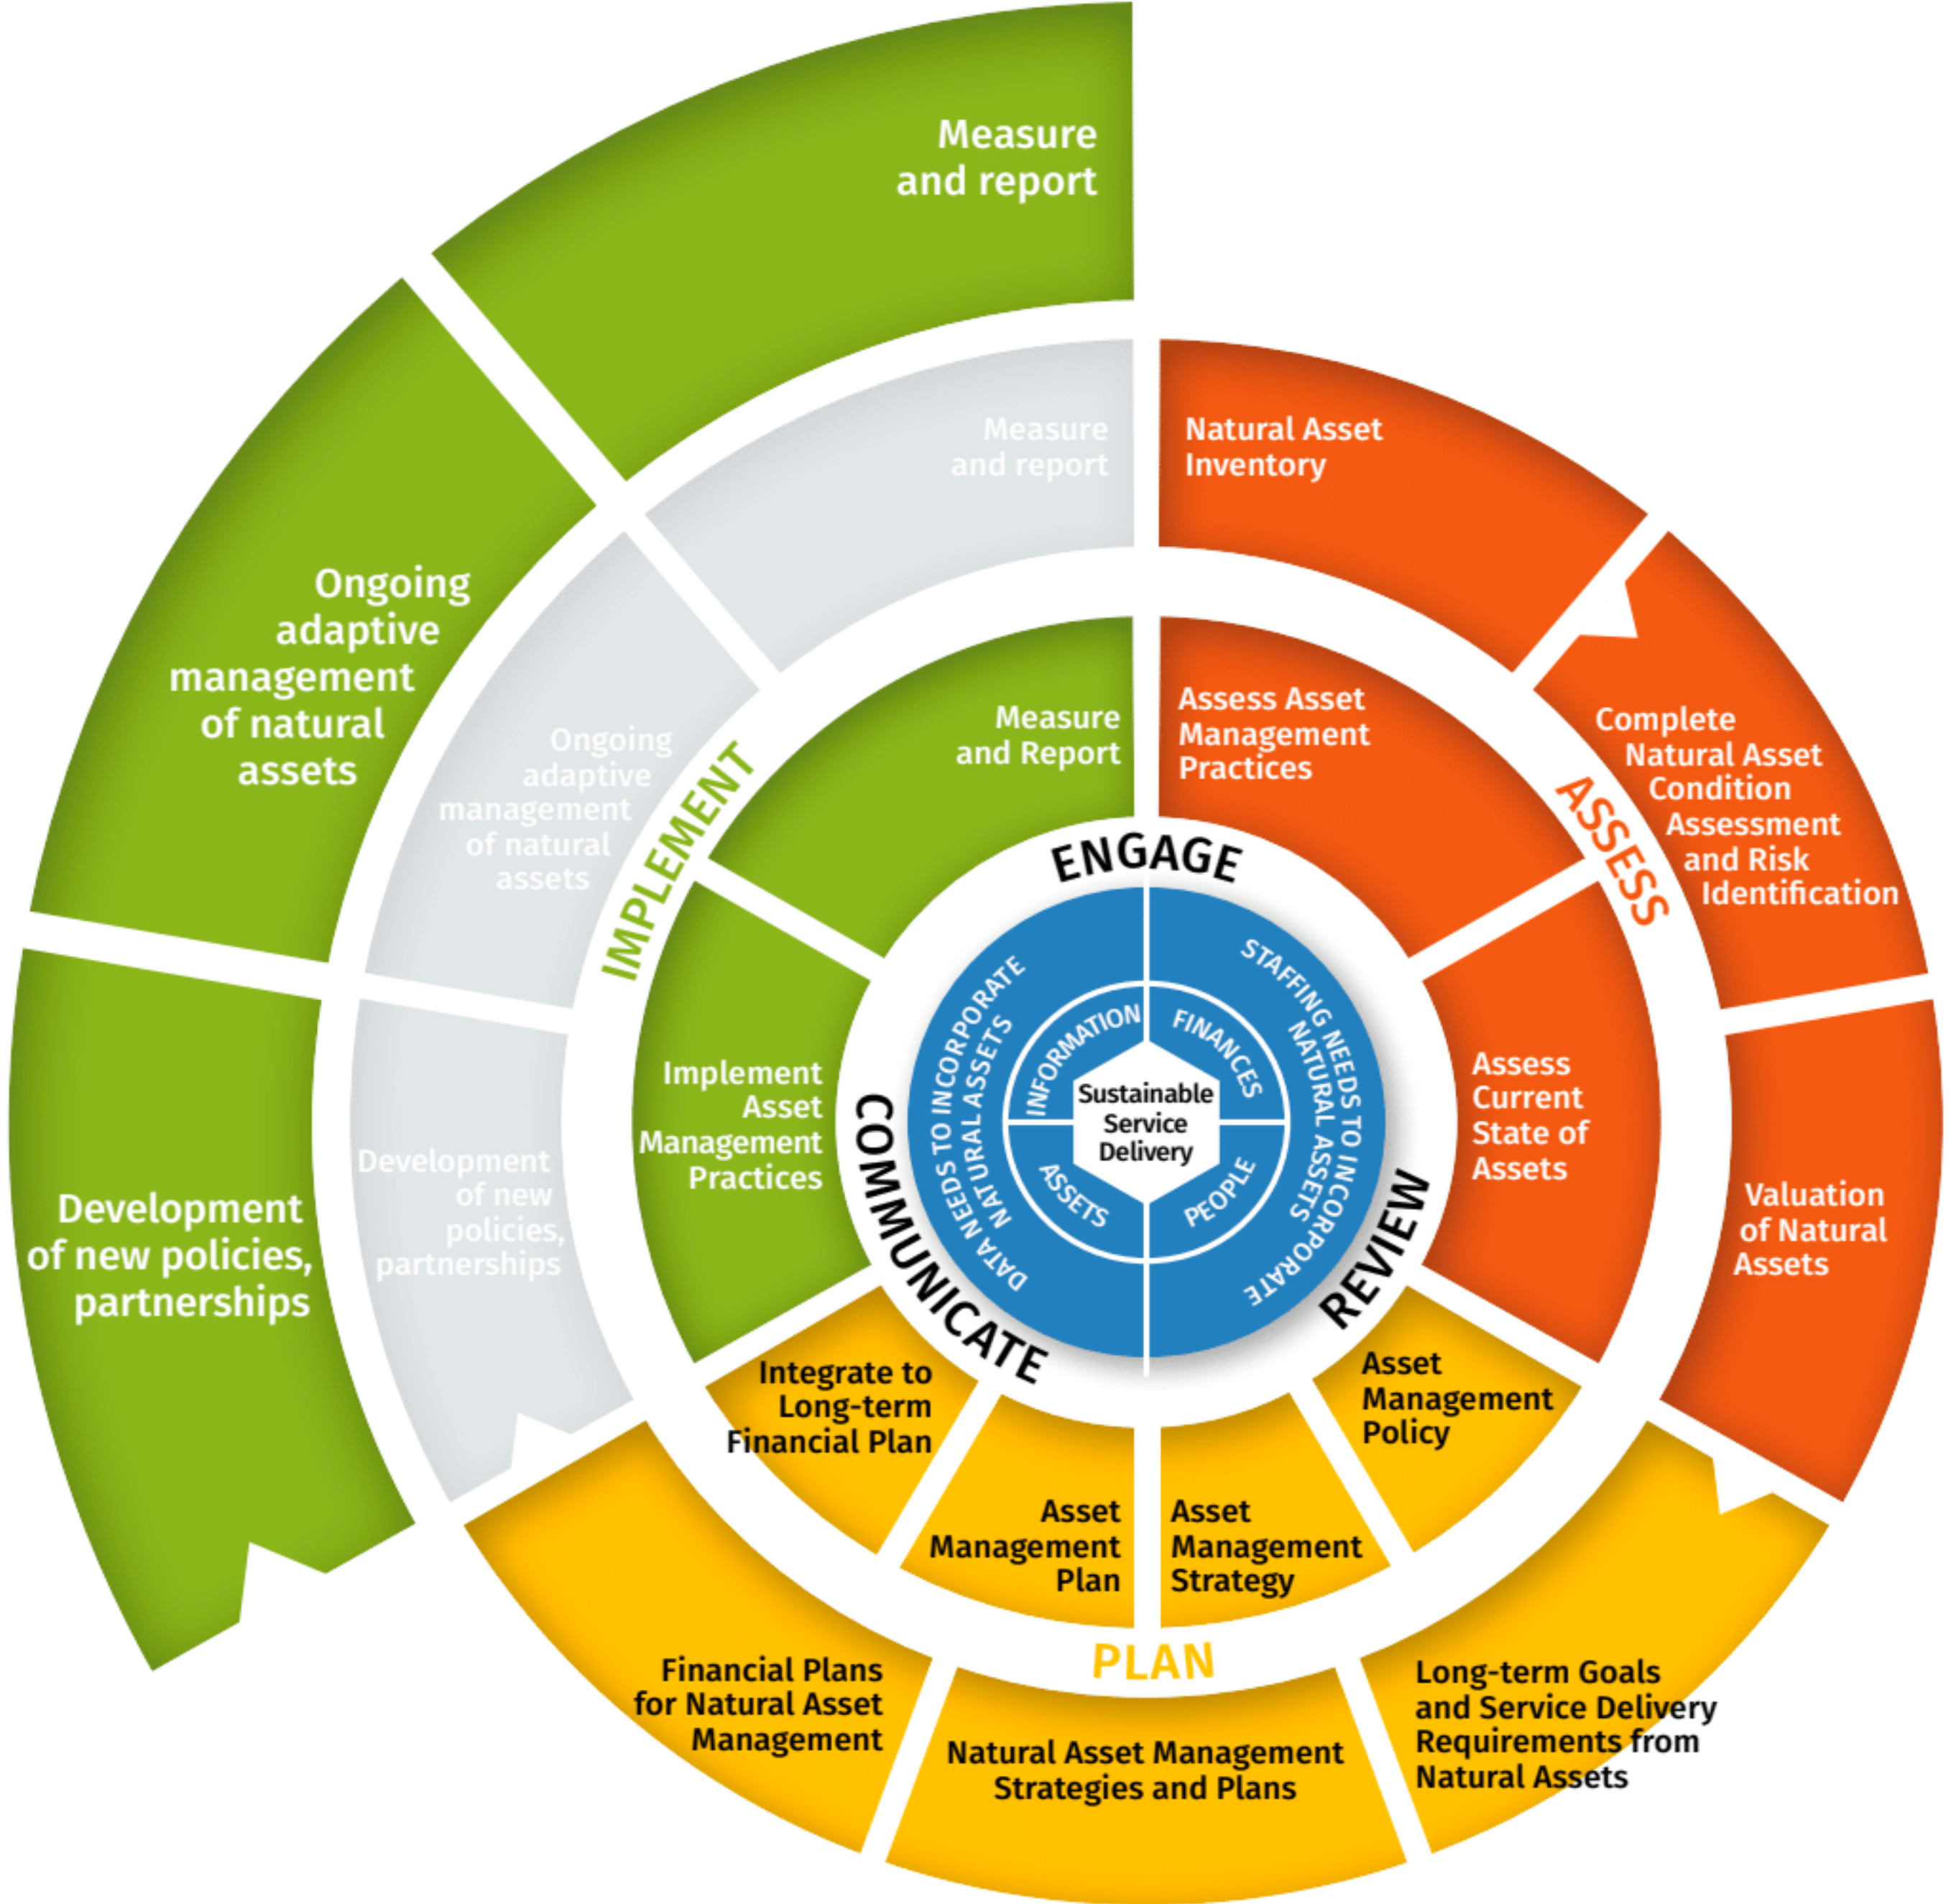 Measure
and report
Ongoing
adaptive
management
of natural
assets
Development
of new policies,
partnerships
Measure
and report
Ongoing
adaptive
management
of natural
assets
Development
of new
policies,
partnerships
Natural Asset
Inventory
Complete
Natural Asset
Condition
Assessment
and Risk
Identification
Valuation
of Natural
Assets
Long-term Goals
and Service Delivery
Requirements from
Natural Assets
Natural Asset Management
Strategies and Plans
Financial Plans
for Natural Asset
Management
IMPLEMENT
ASSESS
PLAN
Measure
and Report
Assess Asset
Management
Practices
Assess
Current
State of
Assets
Asset
Management
Policy
Asset
Management
Strategy
Asset
Management
Plan
Integrate to
Long-term
Financial Plan
Implement
Asset
Management
Practices
ENGAGE
REVIEW
COMMUNICATE
DATA NEEDS TO INCORPORATE
NATURAL ASSETS
STAFFING NEEDS TO INCORPORATE
NATURAL ASSETS
INFORMATION
FINANCES
PEOPLE
ASSETS
Sustainable
Service
Delivery